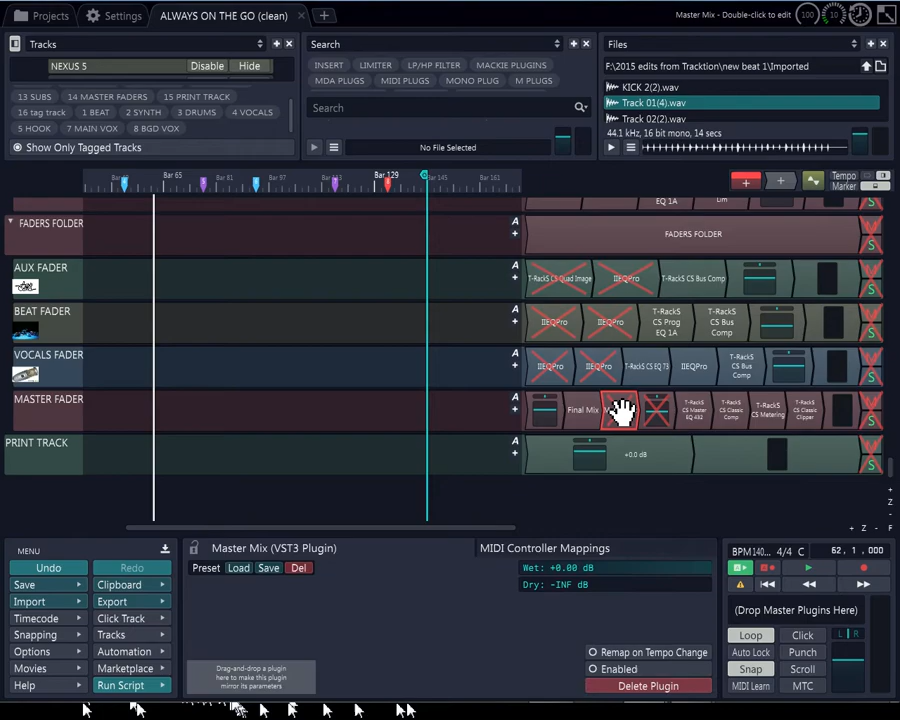 Projects
Settings
ALWAYS ON THE GO (clean)
Master Mix - Double-click to edit
100
10
Tracks
NEXUS 5
Disable
Hide
13 SUBS
14 MASTER FADERS
15 PRINT TRACK
16 tag track
1 BEAT
2 SYNTH
3 DRUMS
4 VOCALS
5 HOOK
7 MAIN VOX
8 BGD VOX
Show Only Tagged Tracks
Search
INSERT
LIMITER
LP/HP FILTER
MACKIE PLUGINS
MDA PLUGS
MIDI PLUGS
MONO PLUG
M PLUGS
Search
No File Selected
Files
F:\2015 edits from Tracktion\new beat 1\Imported
KICK 2(2).wav
Track 01(4).wav
Track 02(2).wav
44.1 kHz, 16 bit mono, 14 secs
Bar 65
Bar 81
Bar 97
Bar 129
Bar 145
Bar 161
Tempo
Marker
EQ 1A
Lim
FADERS FOLDER
A
FADERS FOLDER
S
AUX FADER
A
T-RackS CS Quad Image
IIEQPro
T-RackS CS Bus Comp
S
BEAT FADER
A
IIEQPro
IIEQPro
T-RackS CS Prog EQ 1A
T-RackS CS Bus Comp
S
VOCALS FADER
A
IIEQPro
IIEQPro
T-RackS CS EQ 73
IIEQPro
T-RackS CS Bus Comp
S
MASTER FADER
A
Final Mix
T-RackS CS Master EQ 432
T-RackS CS Classic Comp
T-RackS CS Metering
T-RackS CS Classic Clipper
S
PRINT TRACK
A
+0.0 dB
S
+
Z
-
+ Z - F
MENU
Undo
Redo
Save
Clipboard
Import
Export
Timecode
Click Track
Snapping
Tracks
Options
Automation
Movies
Marketplace
Help
Run Script
Master Mix (VST3 Plugin)
Preset
Load
Save
Del
Drag-and-drop a plugin
here to make this plugin
mirror its parameters
MIDI Controller Mappings
Wet: +0.00 dB
Dry: -INF dB
Remap on Tempo Change
Enabled
Delete Plugin
BPM140...
4/4
C
62.1,000
(Drop Master Plugins Here)
Loop
Click
Auto Lock
Punch
Snap
Scroll
MIDI Learn
MTC
L R